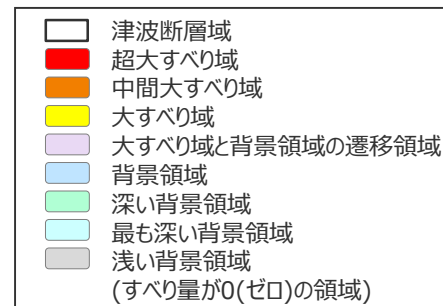 津波断層域
超大すべり域
中間大すべり域
大すべり域
大すべり域と背景領域の遷移領域
背景領域
深い背景領域
最も深い背景領域
浅い背景領域
(すべり量が0(ゼロ)の領域)